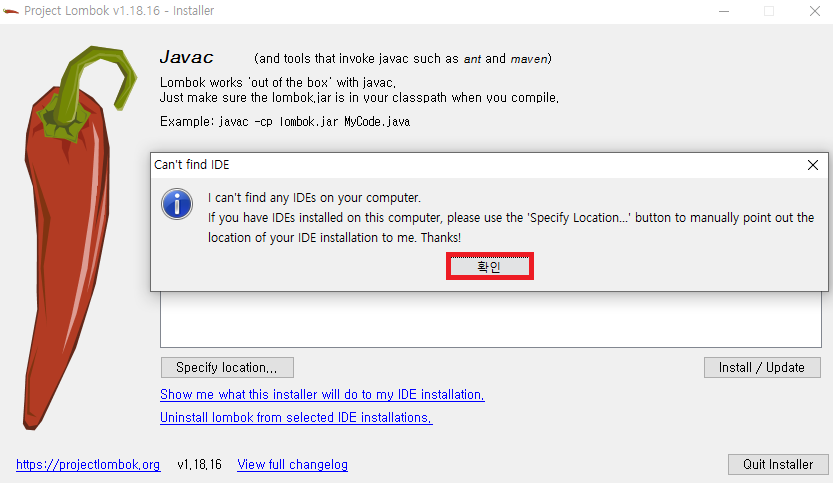 Project Lombok v1.18.16 - Installer
Javac (and tools that invoke javac such as ant and maven)
Lombok works 'out of the box' with javac.
Just make sure the lombok.jar is in your classpath when you compile.
Example: javac -cp lombok.jar MyCode.java
Can't find IDE
I can't find any IDEs on your computer.
If you have IDEs installed on this computer, please use the 'Specify Location...' button to manually point out the
location of your IDE installation to me. Thanks!
확인
Specify location... Install / Update
Show me what this installer will do to my IDE installation.
Uninstall lombok from selected IDE installations.
https://projectlombok.org v1.18.16 View full changelog Quit Installer